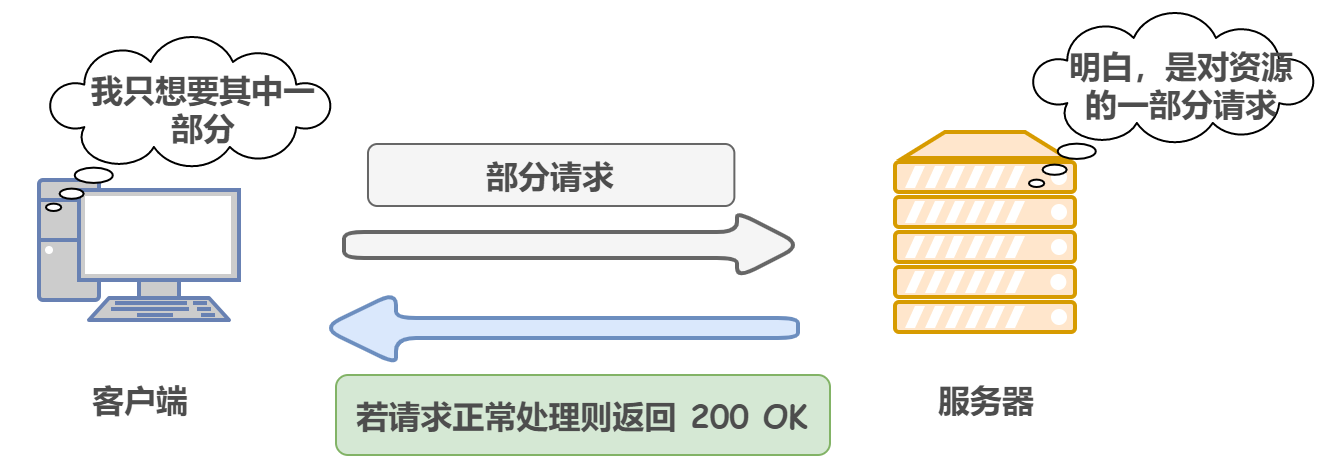 我只想要其中一
部分
明白，是对资源
的一部分请求
部分请求
若请求正常处理则返回 200 OK
客户端
服务器